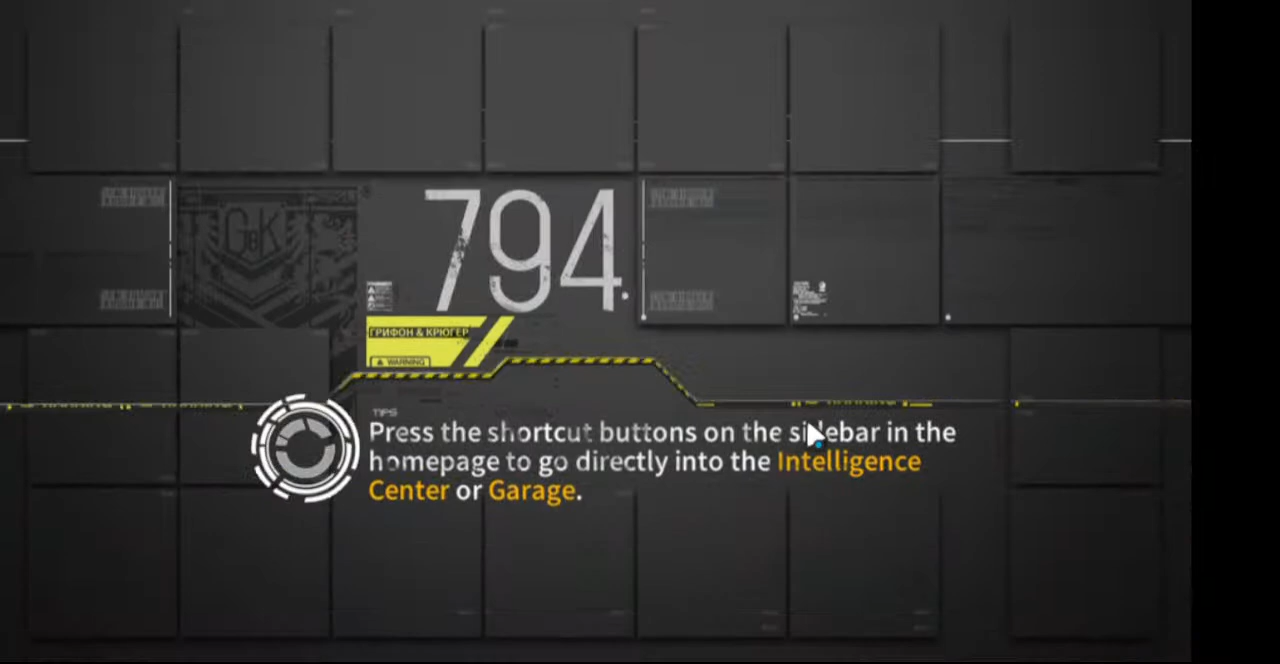 G&K
794.
ГРИФОН & КРЮГЕР
WARNING
TIPS
Press the shortcut buttons on the sidebar in the
homepage to go directly into the Intelligence
Center or Garage.